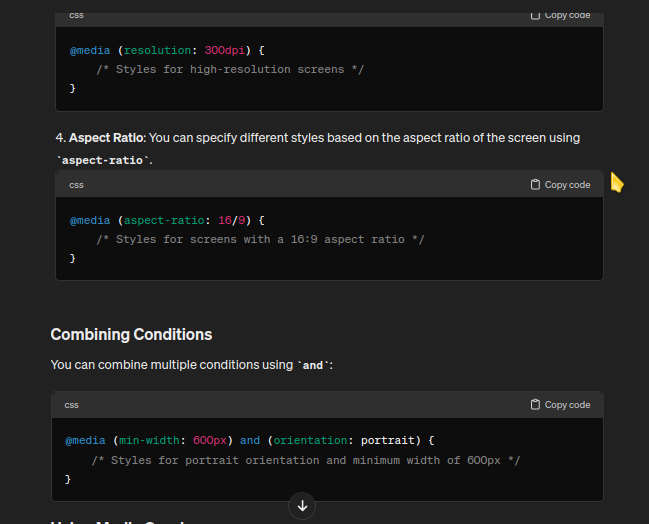 css
Copy code
@media (resolution: 300dpi) {
/* Styles for high-resolution screens */
}
4. Aspect Ratio: You can specify different styles based on the aspect ratio of the screen using
`aspect-ratio`.
css
Copy code
@media (aspect-ratio: 16/9) {
/* Styles for screens with a 16:9 aspect ratio */
}
Combining Conditions
You can combine multiple conditions using `and`:
css
Copy code
@media (min-width: 600px) and (orientation: portrait) {
/* Styles for portrait orientation and minimum width of 600px */
}